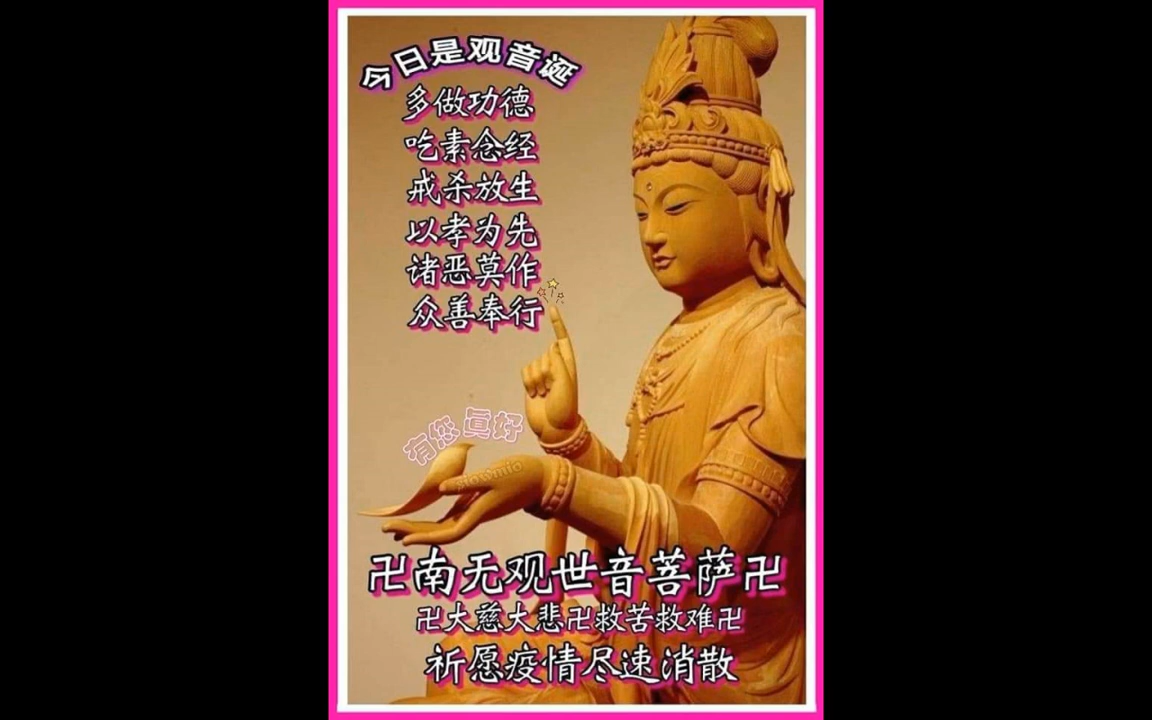 今日是观音诞
多做功德
吃素念经
戒杀放生
以孝为先
诸恶莫作
众善奉行
有您真好
siowmio
卍南无观世音菩萨卍
卍大慈大悲卍救苦救难卍
祈愿疫情尽速消散